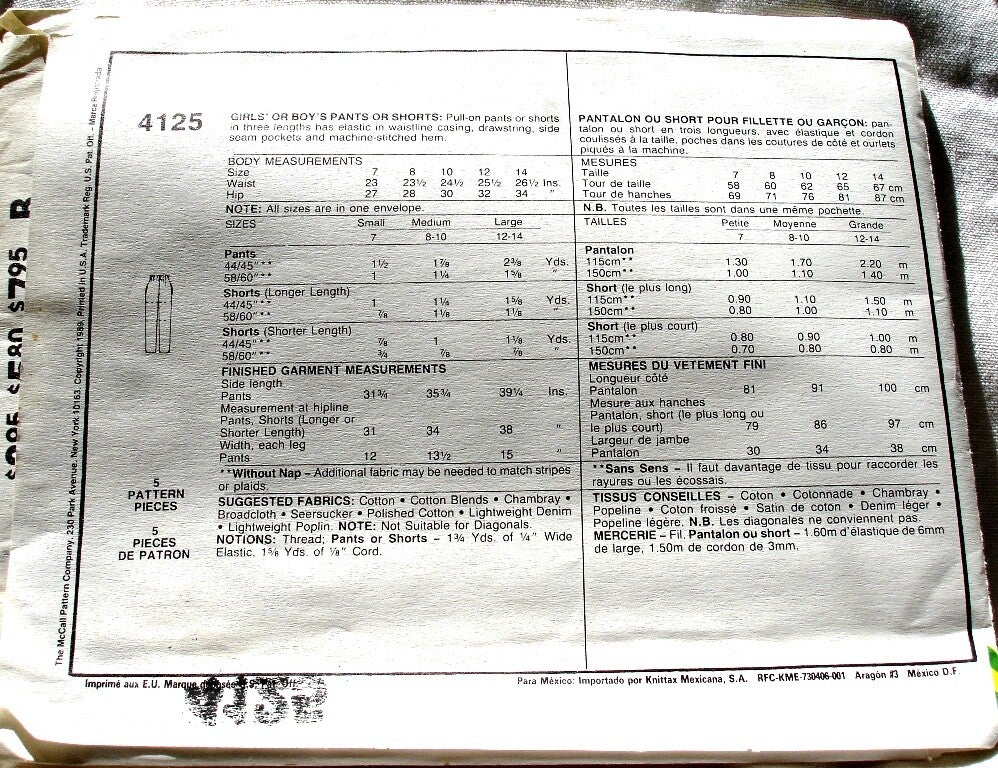 4125
GIRLS' OR BOY'S PANTS OR SHORTS: Pull-on pants or shorts
in three lengths has elastic in waistline casing, drawstring, side
seam pockets and machine-stitched hem.
BODY MEASUREMENTS
Size 7 8 10 12 14
Waist 23 23½ 24½ 25½ 26½ Ins.
Hip 27 28 30 32 34 "
NOTE: All sizes are in one envelope.
SIZES Small Medium Large
7 8-10 12-14
Pants
44/45"** 1½ 1⅞ 2⅜ Yds.
58/60"** 1 1¼ 1⅝ "
Shorts (Longer Length)
44/45"** 1 1¼ 1⅝ Yds.
58/60"** ⅞ 1⅛ 1⅛ "
Shorts (Shorter Length)
44/45"** ⅞ 1 1⅛ Yds.
58/60"** ¾ ⅞ ⅞ "
FINISHED GARMENT MEASUREMENTS
Side length
Pants 31¾ 35¾ 39¼ Ins.
Measurement at hipline
Pants, Shorts (Longer or
Shorter Length) 31 34 38 "
Width, each leg
Pants 12 13½ 15 "
**Without Nap – Additional fabric may be needed to match stripes
or plaids.
SUGGESTED FABRICS: Cotton • Cotton Blends • Chambray •
Broadcloth • Seersucker • Polished Cotton • Lightweight Denim
• Lightweight Poplin. NOTE: Not Suitable for Diagonals.
NOTIONS: Thread; Pants or Shorts – 1¾ Yds. of ¼" Wide
Elastic, 1⅝ Yds. of ⅛" Cord.
PANTALON OU SHORT POUR FILLETTE OU GARÇON: pan-
talon ou short en trois longueurs, avec élastique et cordon
coulissés à la taille, poches dans les coutures de côté et ourlets
piqués à la machine.
MESURES
Taille 7 8 10 12 14
Tour de taille 58 60 62 65 67 cm
Tour de hanches 69 71 76 81 87 cm
N.B. Toutes les tailles sont dans une même pochette.
TAILLES Petite Moyenne Grande
7 8-10 12-14
Pantalon
115cm** 1.30 1.70 2.20 m
150cm** 1.00 1.10 1.40 m
Short (le plus long)
115cm** 0.90 1.10 1.50 m
150cm** 0.80 1.00 1.10 m
Short (le plus court)
115cm** 0.80 0.90 1.00 m
150cm** 0.70 0.80 0.80 m
MESURES DU VETEMENT FINI
Longueur côté
Pantalon 81 91 100 cm
Mesure aux hanches
Pantalon, short (le plus long ou
le plus court) 79 86 97 cm
Largeur de jambe
Pantalon 30 34 38 cm
**Sans Sens – Il faut davantage de tissu pour raccorder les
rayures ou les écossais.
TISSUS CONSEILLES – Coton • Cotonnade • Chambray •
Popeline • Coton froissé • Satin de coton • Denim léger •
Popeline légère. N.B. Les diagonales ne conviennent pas.
MERCERIE – Fil. Pantalon ou short – 1.60m d'élastique de 6mm
de large, 1.50m de cordon de 3mm.
5
PATTERN
PIECES
5
PIECES
DE PATRON
The McCall Pattern Company, 230 Park Avenue, New York 10163. Copyright 1989. Printed in U.S.A. Trademark Reg. U.S. Pat. Off. – Marca Registrada
$795 R
Imprimé aux E.U. Marque déposée U.S. Pat. Off.
Para México: Importado por Knittax Mexicana, S.A. RFC-KME-730406-001 Aragón #3 México D.F.